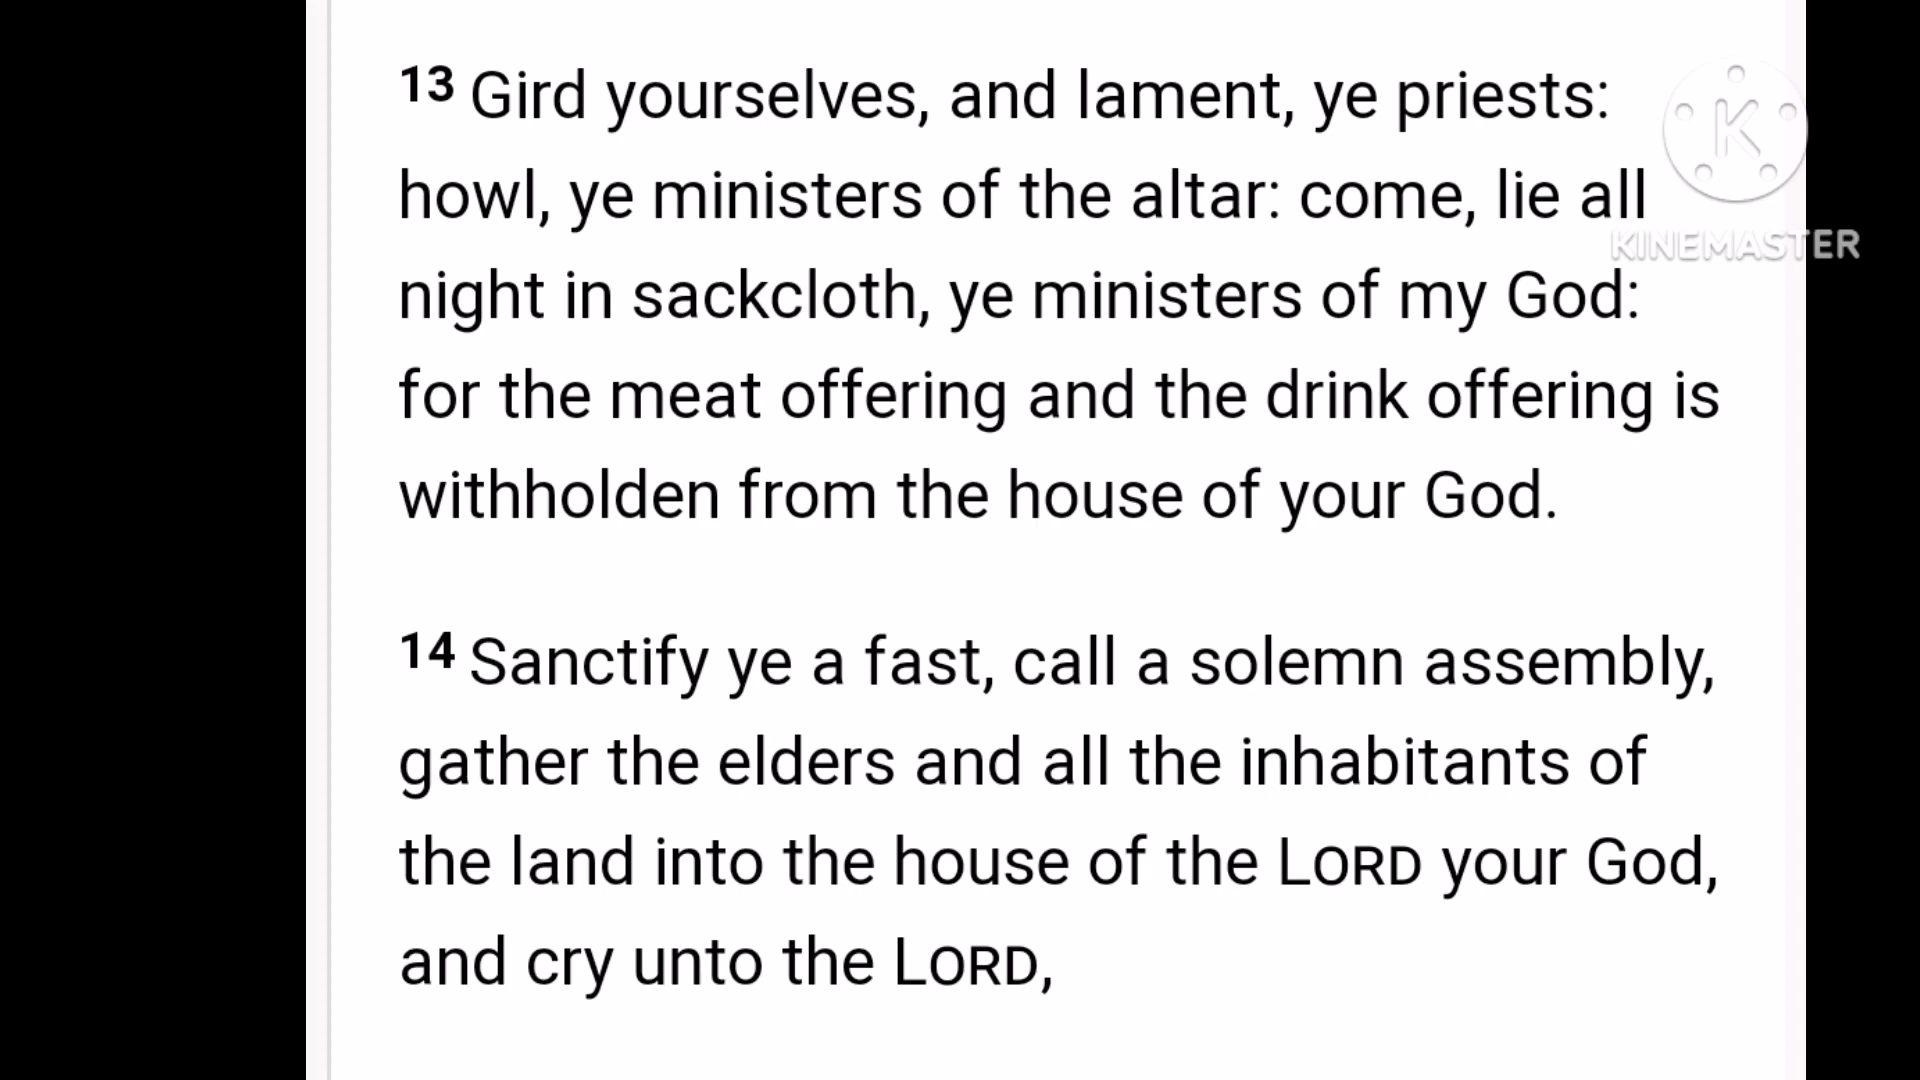 13 Gird yourselves, and lament, ye priests:
howl, ye ministers of the altar: come, lie all
night in sackcloth, ye ministers of my God:
for the meat offering and the drink offering is
withholden from the house of your God.
14 Sanctify ye a fast, call a solemn assembly,
gather the elders and all the inhabitants of
the land into the house of the LORD your God,
and cry unto the LORD,
K
KINEMASTER